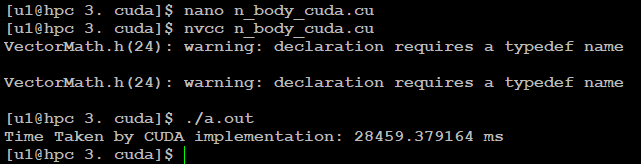 [u1@hpc 3. cuda]$ nano n_body_cuda.cu
[u1@hpc 3. cuda]$ nvcc n_body_cuda.cu
VectorMath.h(24): warning: declaration requires a typedef name
VectorMath.h(24): warning: declaration requires a typedef name
[u1@hpc 3. cuda]$ ./a.out
Time Taken by CUDA implementation: 28459.379164 ms
[u1@hpc 3. cuda]$